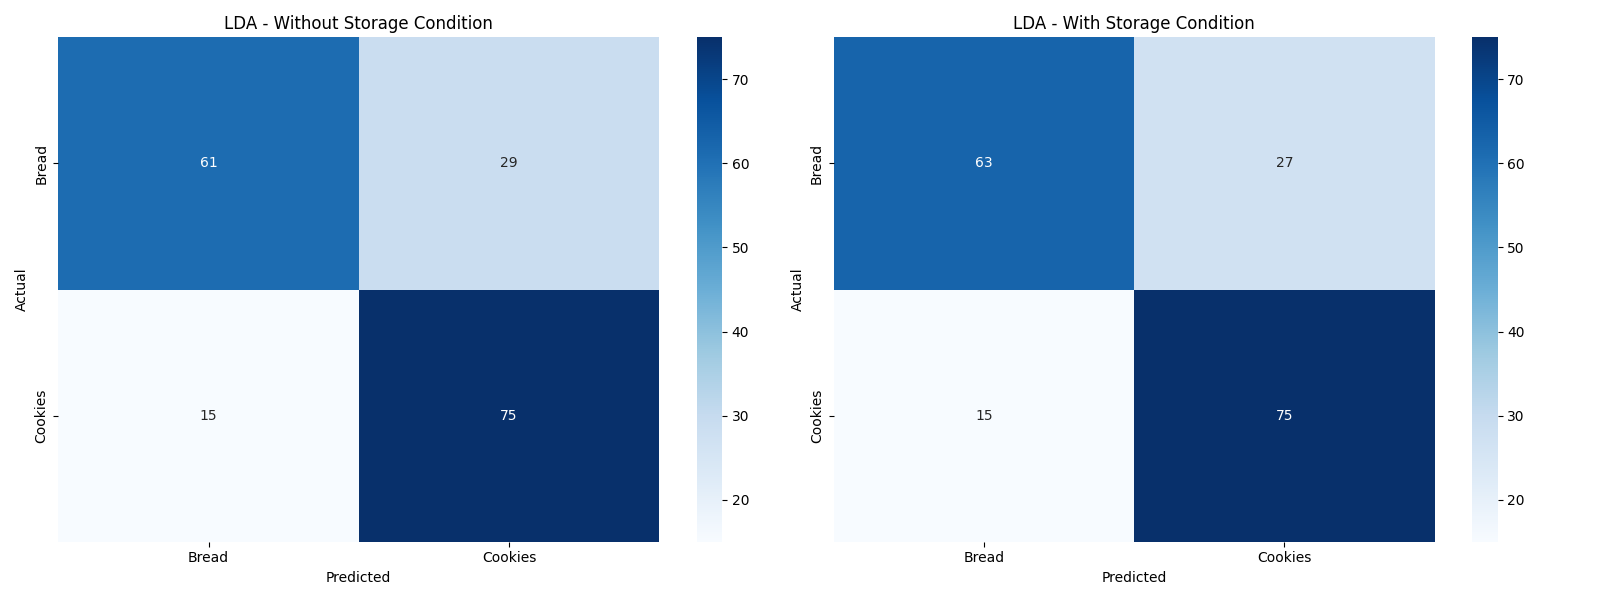 LDA - Without Storage Condition
Bread
61
29
Actual
Cookies
15
75
Bread
Cookies
Predicted
70
60
50
40
30
20
LDA - With Storage Condition
Bread
63
27
Actual
Cookies
15
75
Bread
Cookies
Predicted
70
60
50
40
30
20